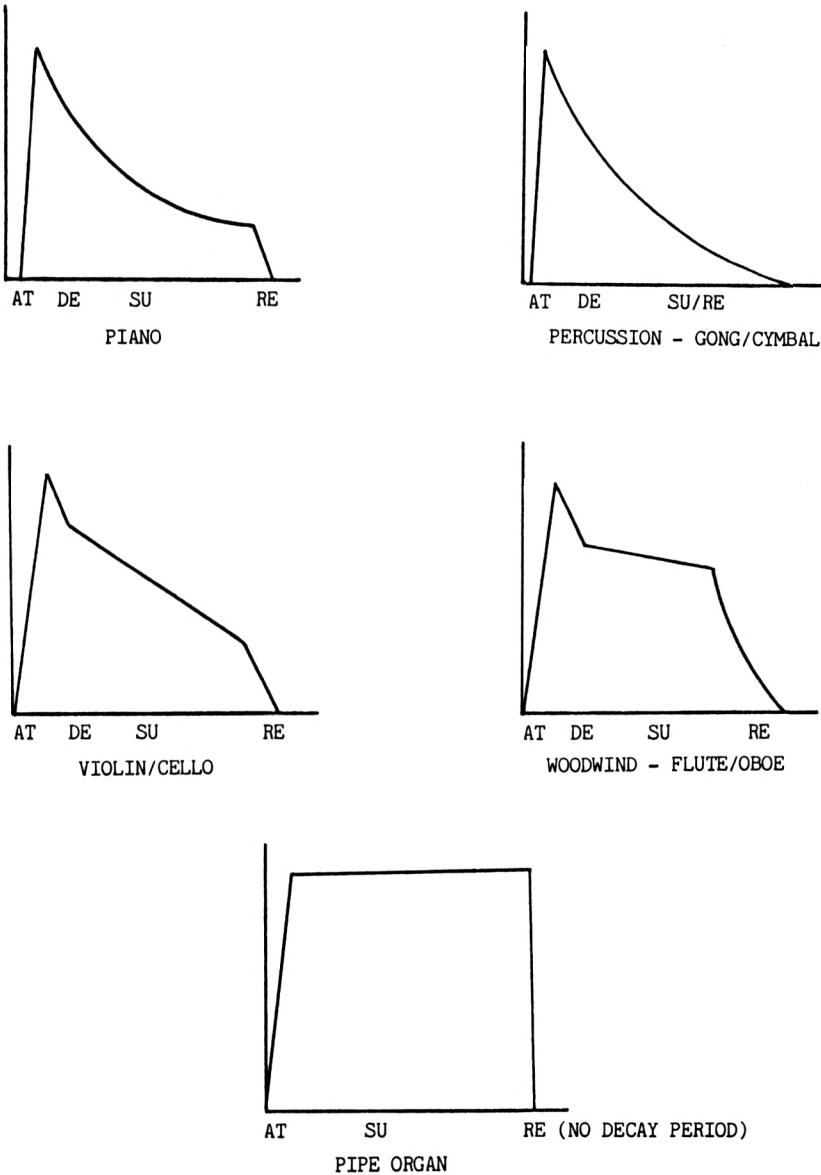 AT DE SU RE
PIANO
AT DE SU/RE
PERCUSSION - GONG/CYMBAL
AT DE SU RE
VIOLIN/CELLO
AT DE SU RE
WOODWIND - FLUTE/OBOE
AT SU RE (NO DECAY PERIOD)
PIPE ORGAN